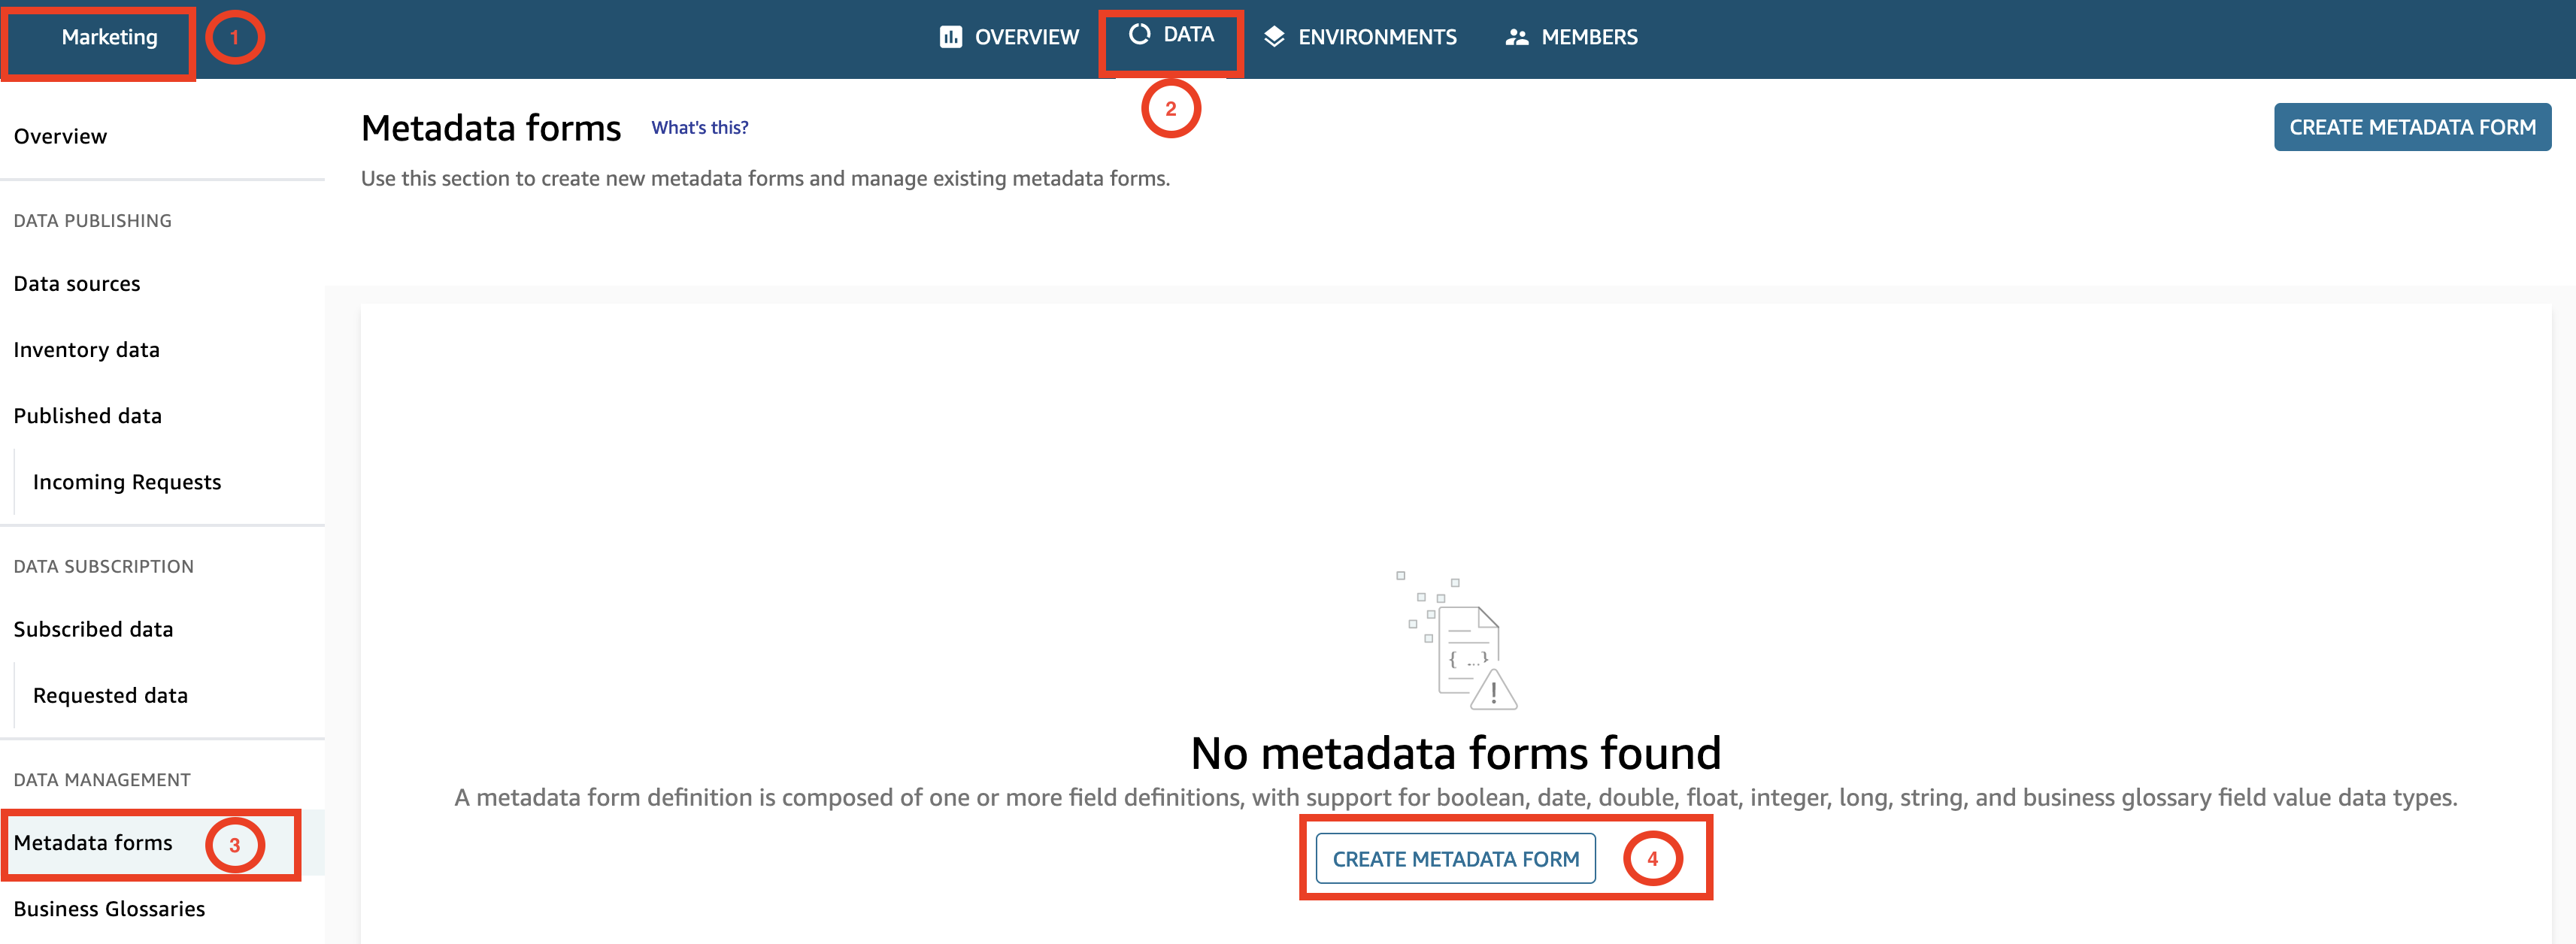 Marketing
1
OVERVIEW
DATA
ENVIRONMENTS
MEMBERS
2
Overview
DATA PUBLISHING
Data sources
Inventory data
Published data
Incoming Requests
DATA SUBSCRIPTION
Subscribed data
Requested data
DATA MANAGEMENT
Metadata forms
3
Business Glossaries
Metadata forms What's this?
CREATE METADATA FORM
Use this section to create new metadata forms and manage existing metadata forms.
{ ...}
!
No metadata forms found
A metadata form definition is composed of one or more field definitions, with support for boolean, date, double, float, integer, long, string, and business glossary field value data types.
CREATE METADATA FORM
4